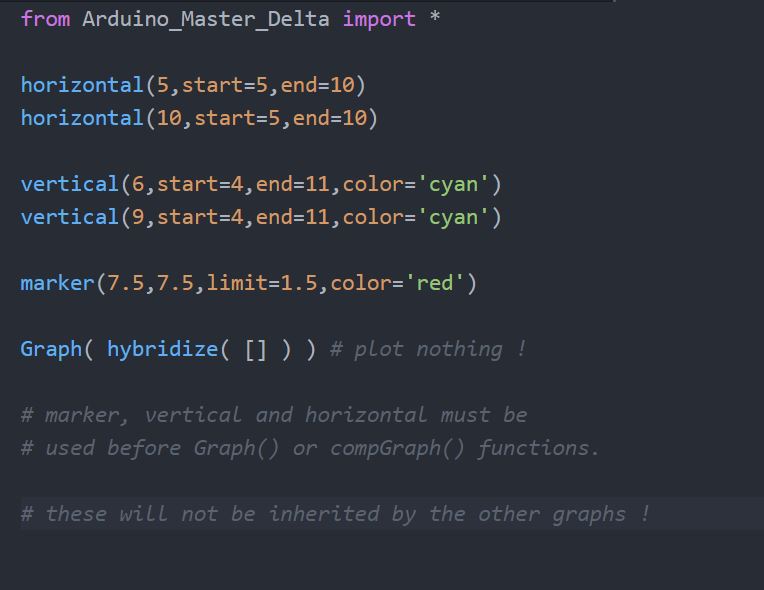 from Arduino_Master_Delta import *
horizontal(5,start=5,end=10)
horizontal(10,start=5,end=10)
vertical(6,start=4,end=11,color='cyan')
vertical(9,start=4,end=11,color='cyan')
marker(7.5,7.5,limit=1.5,color='red')
Graph( hybridize( [] ) ) # plot nothing !
# marker, vertical and horizontal must be
# used before Graph() or compGraph() functions.
# these will not be inherited by the other graphs !